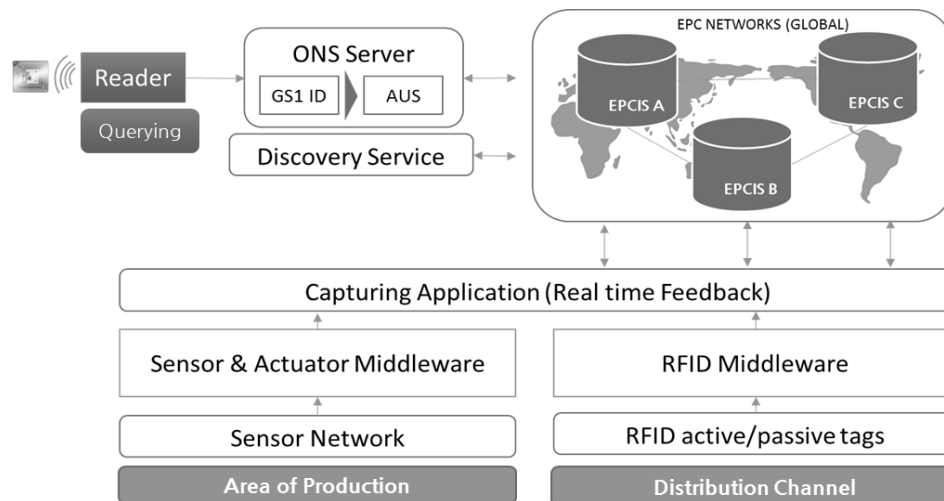 EPC NETWORKS (GLOBAL)
ONS Server
Reader
GS1 ID
AUS
EPCIS A
EPCIS C
Querying
Discovery Service
EPCIS B
Capturing Application (Real time Feedback)
Sensor & Actuator Middleware
RFID Middleware
Sensor Network
RFID active/passive tags
Area of Production
Distribution Channel